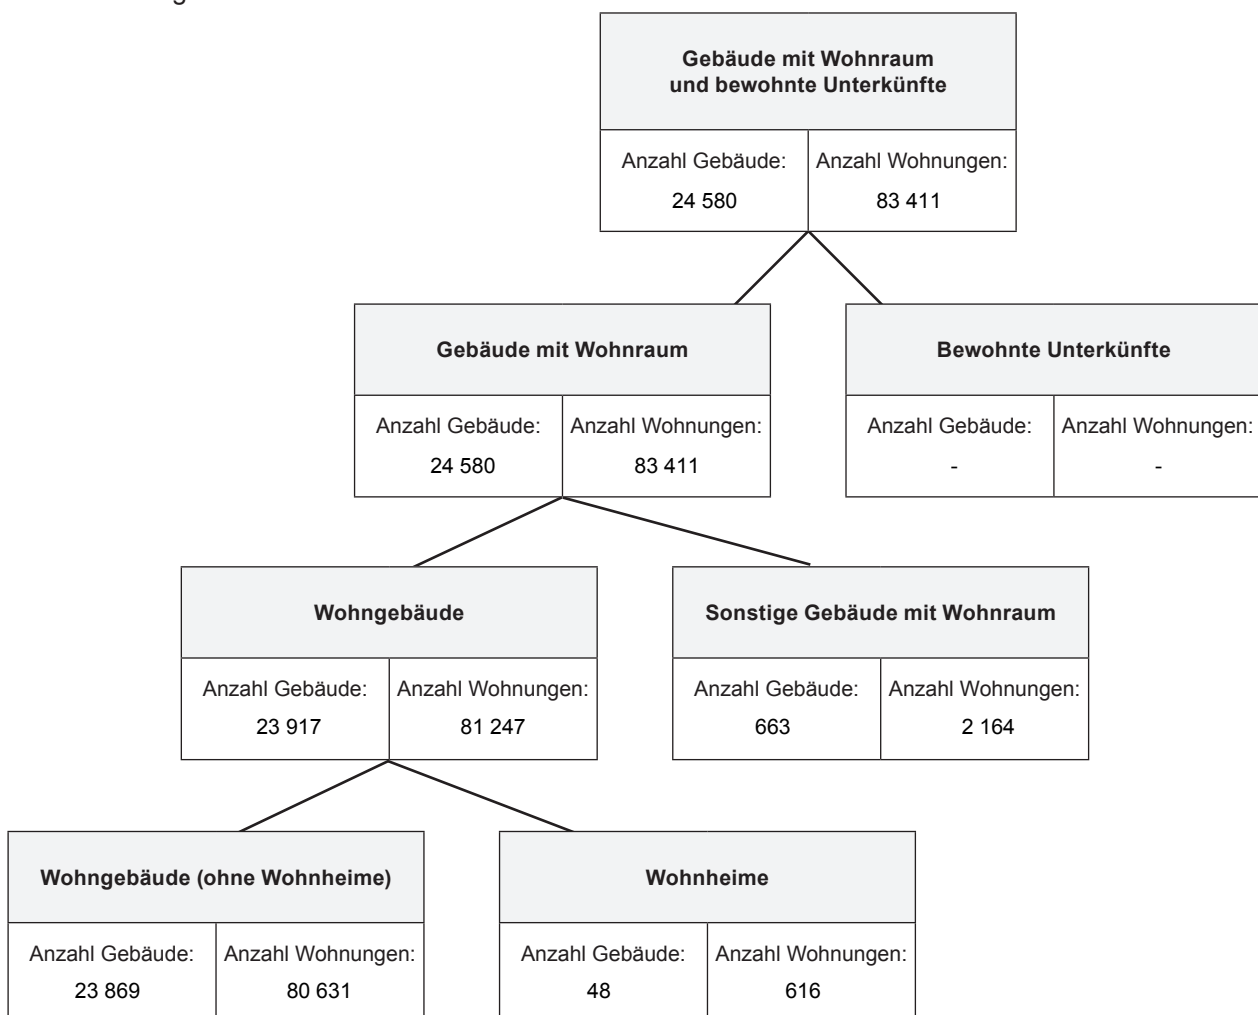 Gebäude mit Wohnraum
und bewohnte Unterkünfte
Anzahl Gebäude: Anzahl Wohnungen:
24 580 83 411
Gebäude mit Wohnraum
Anzahl Gebäude: Anzahl Wohnungen:
24 580 83 411
Bewohnte Unterkünfte
Anzahl Gebäude: Anzahl Wohnungen:
- -
Wohngebäude
Anzahl Gebäude: Anzahl Wohnungen:
23 917 81 247
Sonstige Gebäude mit Wohnraum
Anzahl Gebäude: Anzahl Wohnungen:
663 2 164
Wohngebäude (ohne Wohnheime)
Anzahl Gebäude: Anzahl Wohnungen:
23 869 80 631
Wohnheime
Anzahl Gebäude: Anzahl Wohnungen:
48 616